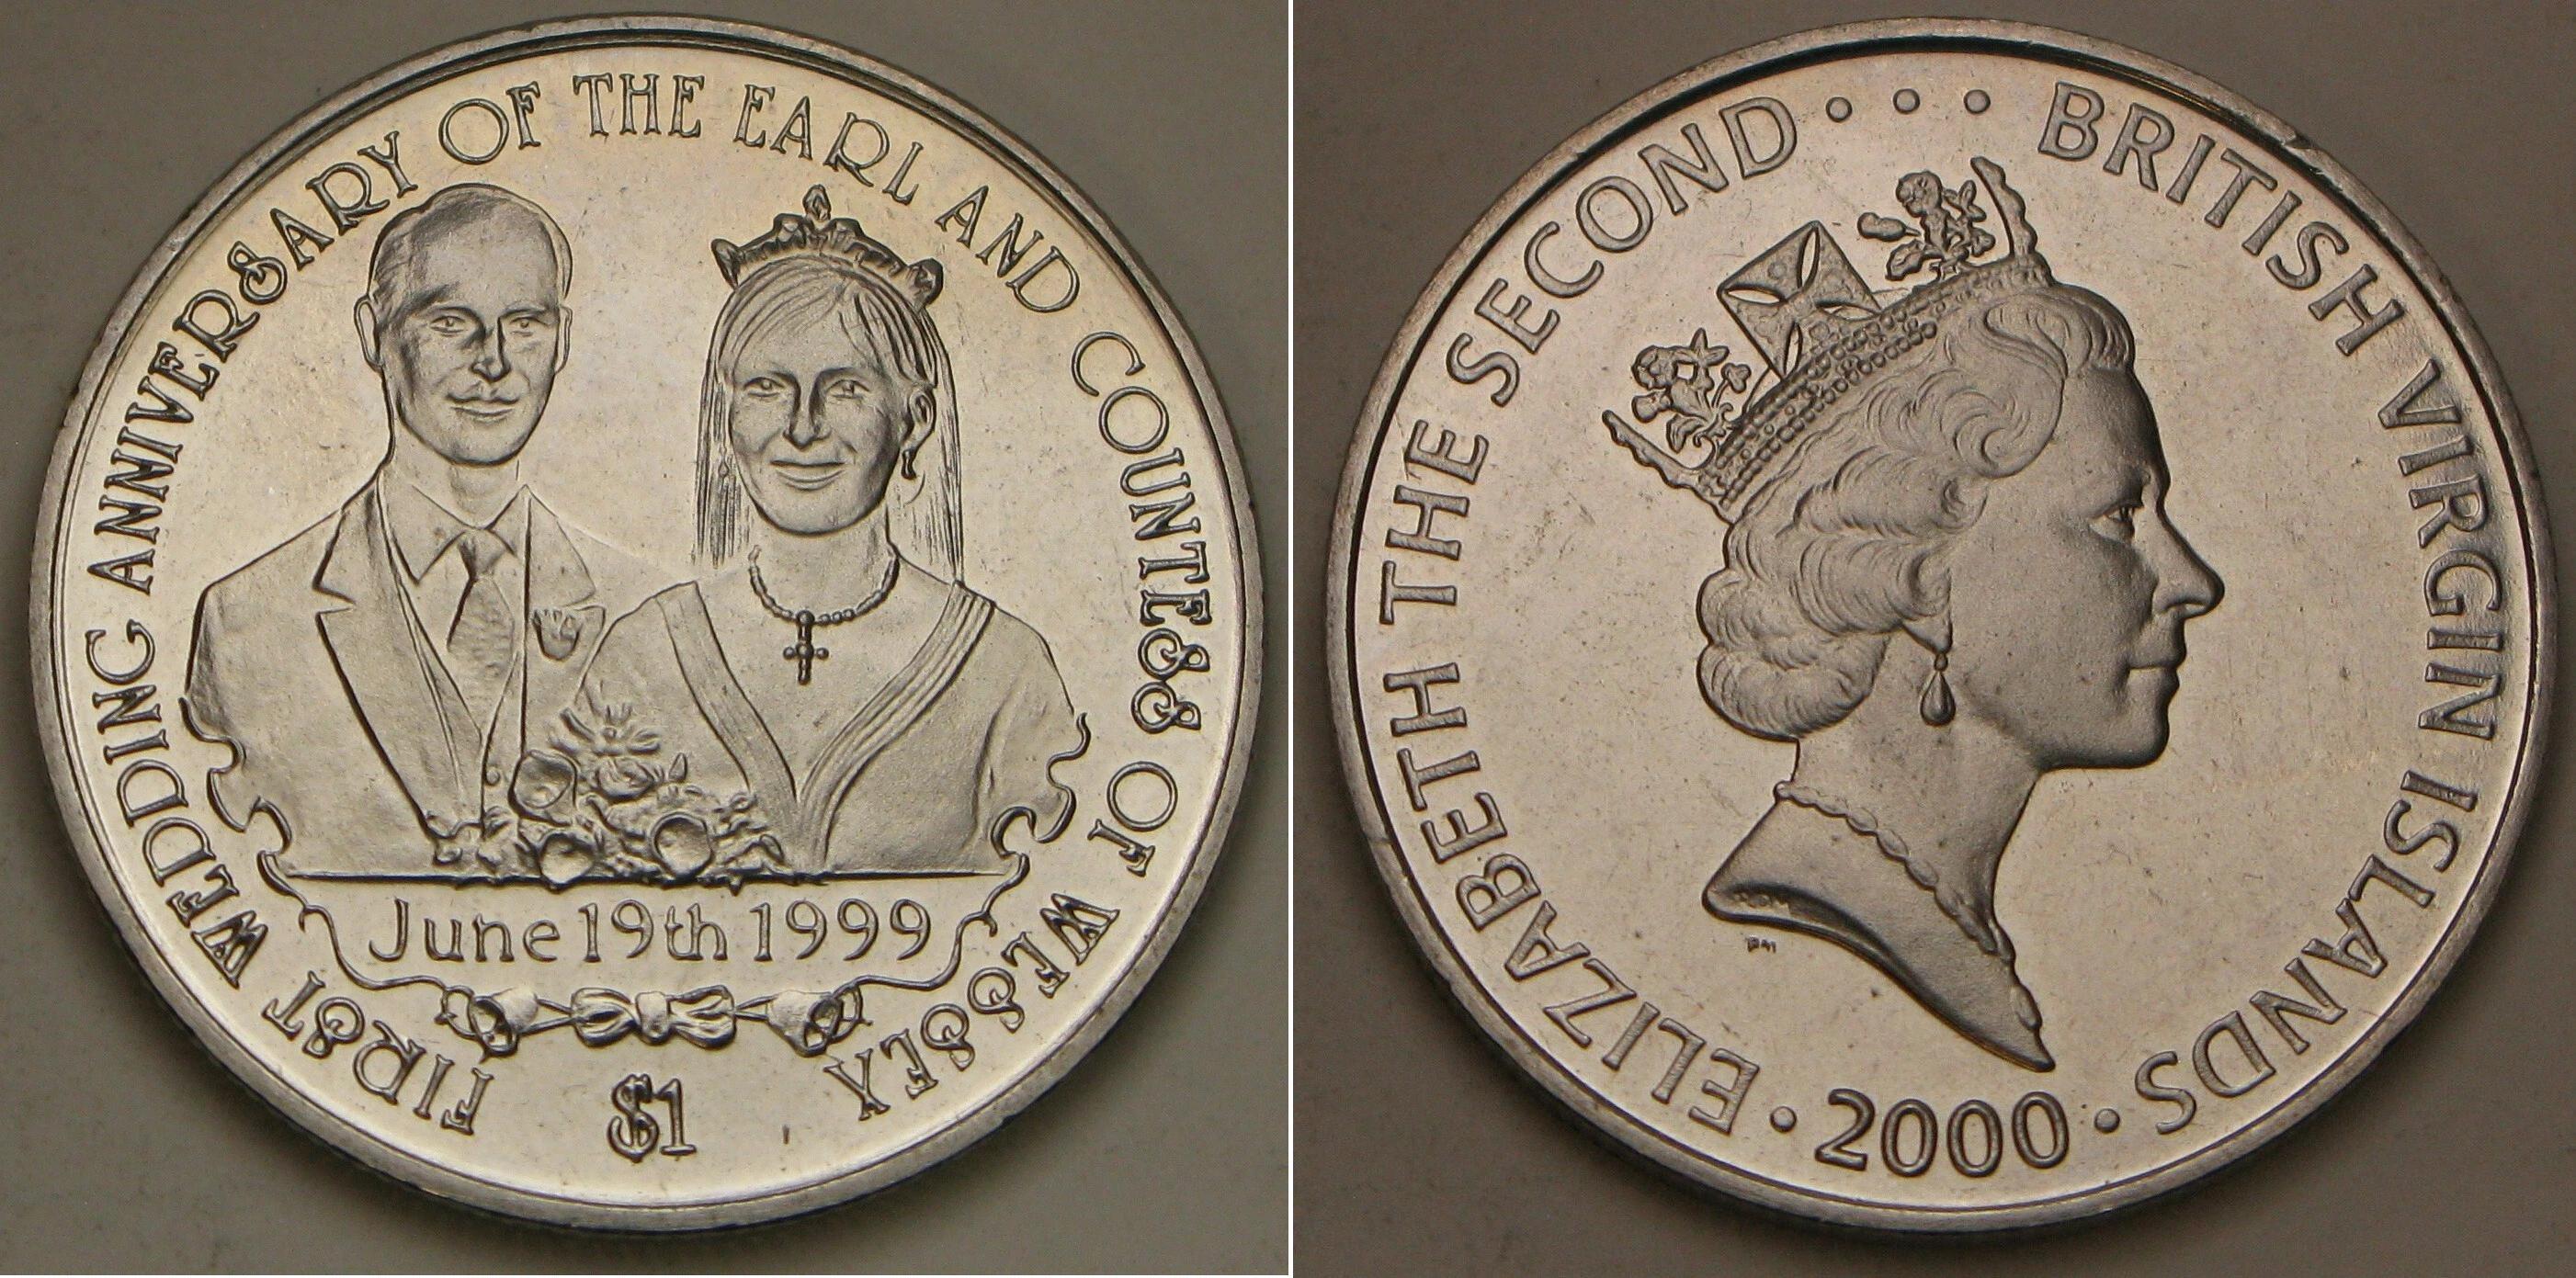 FIRST WEDDING ANNIVERSARY OF THE EARL AND COUNTESS OF WESSEX
June 19th 1999
$1
ELIZABETH THE SECOND • • • BRITISH VIRGIN ISLANDS
• 2000 •